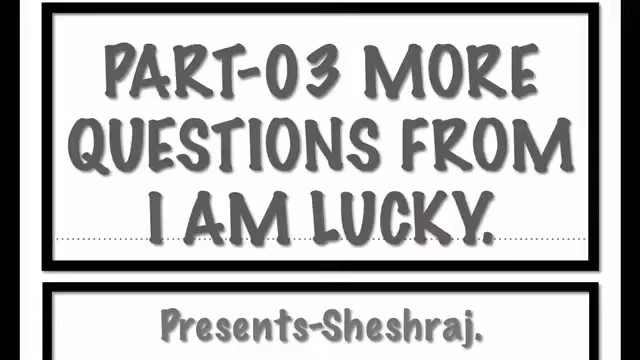 PART-03 MORE
QUESTIONS FROM
I AM LUCKY.
Presents-Sheshraj.